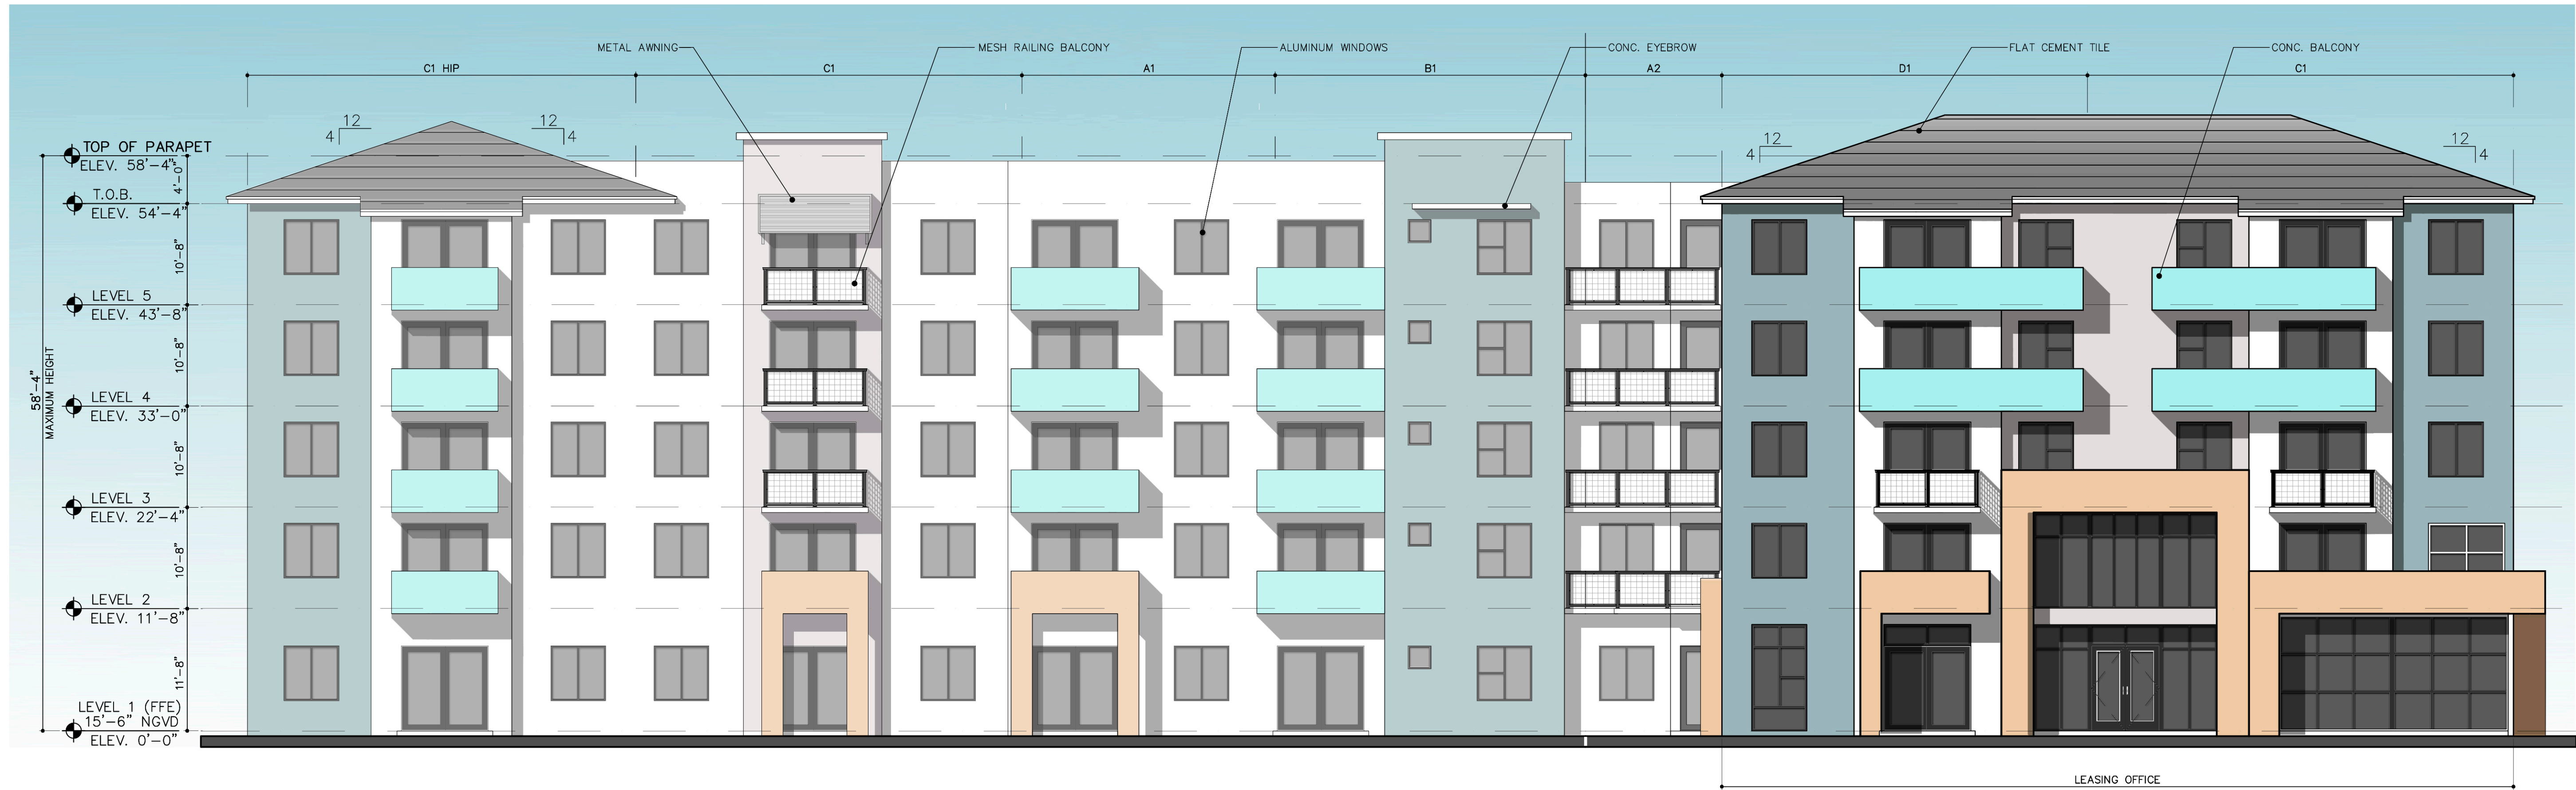 METAL AWNING
MESH RAILING BALCONY
ALUMINUM WINDOWS
CONC. EYEBROW
FLAT CEMENT TILE
CONC. BALCONY
C1 HIP
C1
A1
B1
A2
D1
C1
12
4
12
4
12
4
12
4
TOP OF PARAPET
ELEV. 58'-4"
4'-0"
T.O.B.
ELEV. 54'-4"
10'-8"
LEVEL 5
ELEV. 43'-8"
10'-8"
LEVEL 4
ELEV. 33'-0"
10'-8"
LEVEL 3
ELEV. 22'-4"
10'-8"
LEVEL 2
ELEV. 11'-8"
11'-8"
LEVEL 1 (FFE)
15'-6" NGVD
ELEV. 0'-0"
58'-4"
MAXIMUM HEIGHT
LEASING OFFICE